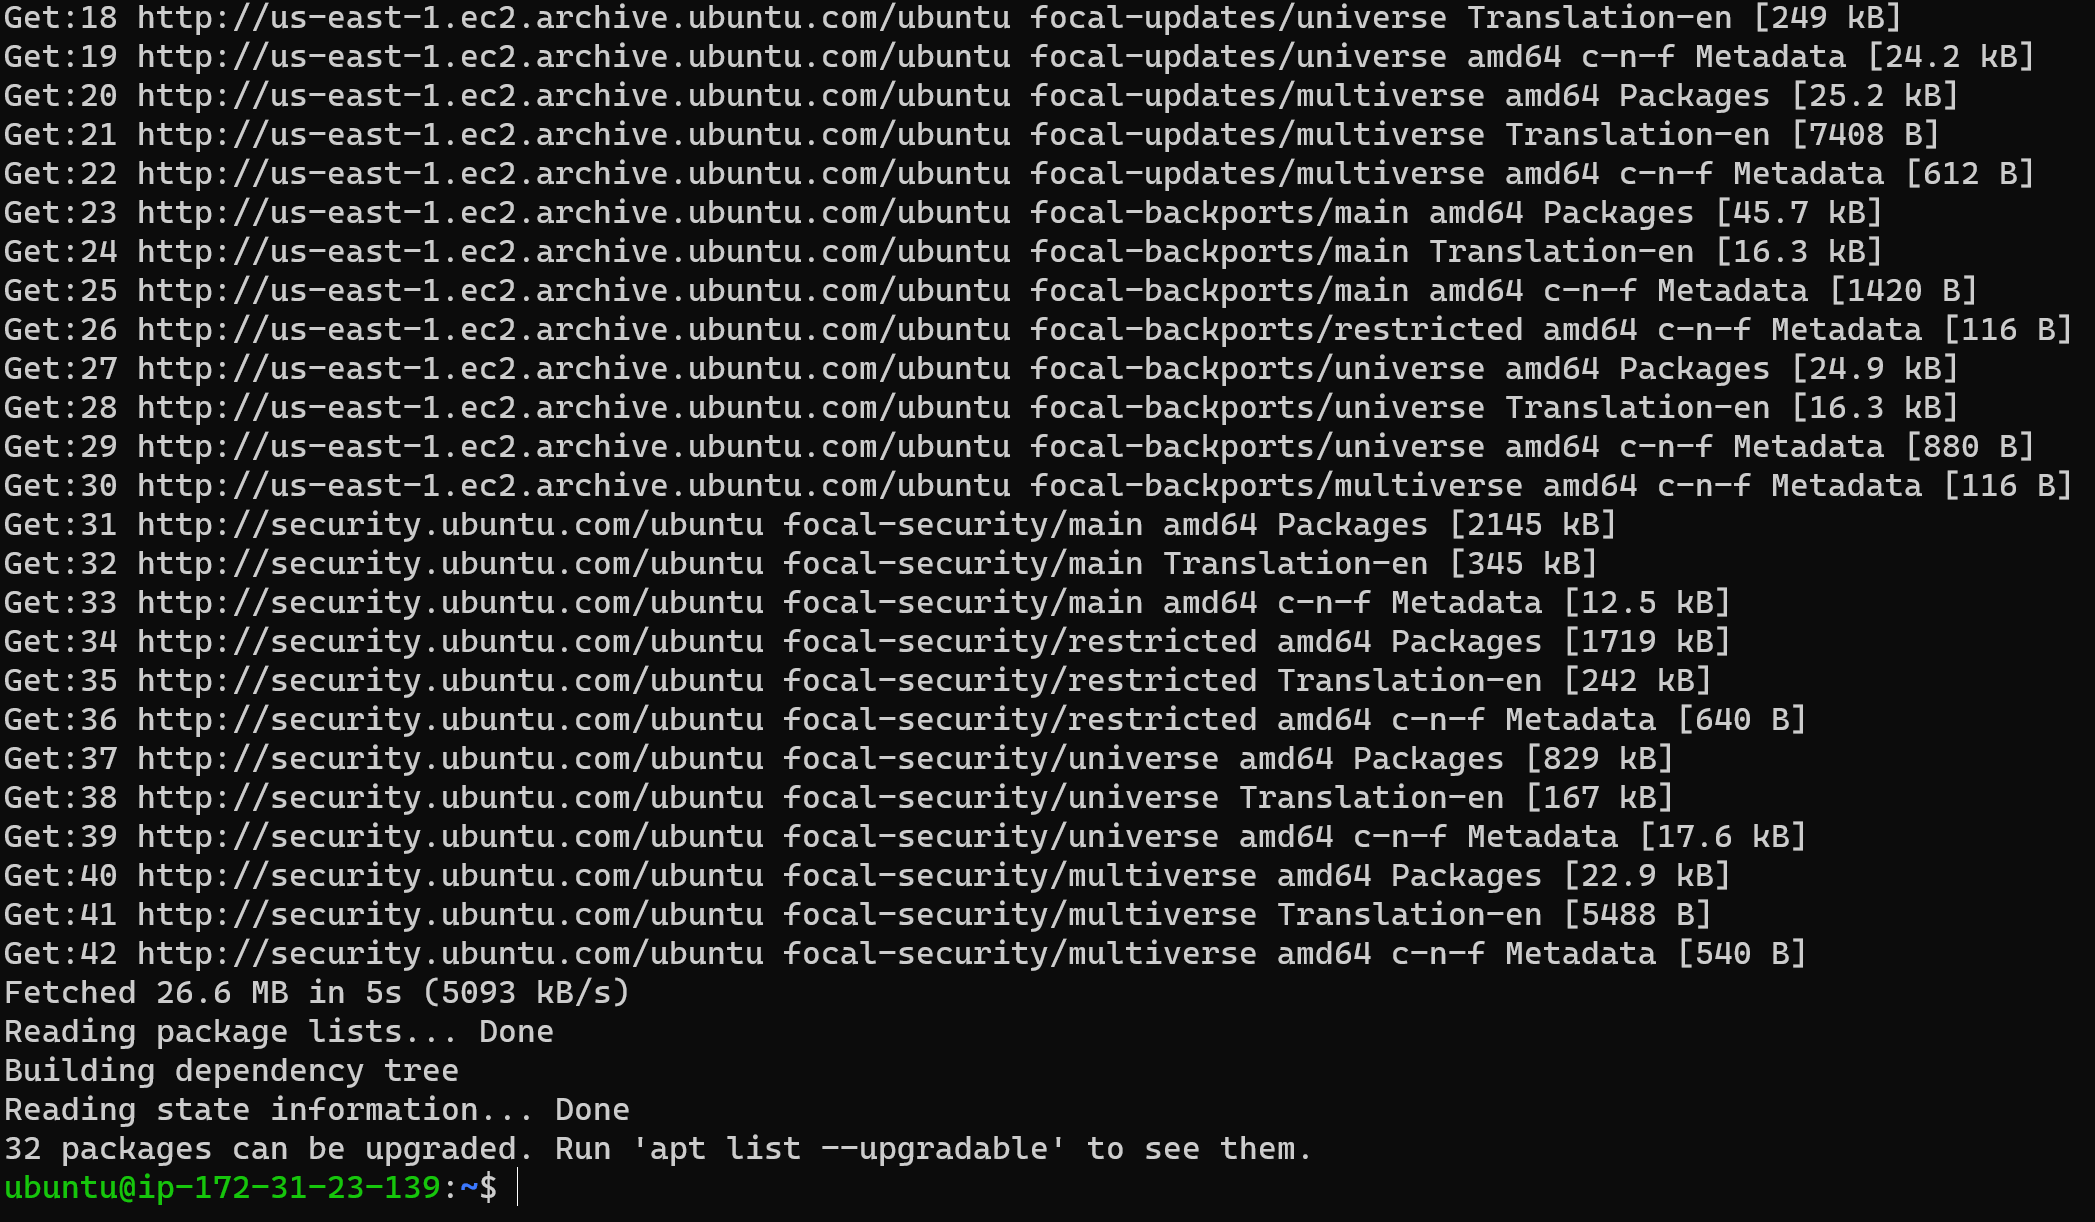 Get:18 http://us-east-1.ec2.archive.ubuntu.com/ubuntu focal-updates/universe Translation-en [249 kB]
Get:19 http://us-east-1.ec2.archive.ubuntu.com/ubuntu focal-updates/universe amd64 c-n-f Metadata [24.2 kB]
Get:20 http://us-east-1.ec2.archive.ubuntu.com/ubuntu focal-updates/multiverse amd64 Packages [25.2 kB]
Get:21 http://us-east-1.ec2.archive.ubuntu.com/ubuntu focal-updates/multiverse Translation-en [7408 B]
Get:22 http://us-east-1.ec2.archive.ubuntu.com/ubuntu focal-updates/multiverse amd64 c-n-f Metadata [612 B]
Get:23 http://us-east-1.ec2.archive.ubuntu.com/ubuntu focal-backports/main amd64 Packages [45.7 kB]
Get:24 http://us-east-1.ec2.archive.ubuntu.com/ubuntu focal-backports/main Translation-en [16.3 kB]
Get:25 http://us-east-1.ec2.archive.ubuntu.com/ubuntu focal-backports/main amd64 c-n-f Metadata [1420 B]
Get:26 http://us-east-1.ec2.archive.ubuntu.com/ubuntu focal-backports/restricted amd64 c-n-f Metadata [116 B]
Get:27 http://us-east-1.ec2.archive.ubuntu.com/ubuntu focal-backports/universe amd64 Packages [24.9 kB]
Get:28 http://us-east-1.ec2.archive.ubuntu.com/ubuntu focal-backports/universe Translation-en [16.3 kB]
Get:29 http://us-east-1.ec2.archive.ubuntu.com/ubuntu focal-backports/universe amd64 c-n-f Metadata [880 B]
Get:30 http://us-east-1.ec2.archive.ubuntu.com/ubuntu focal-backports/multiverse amd64 c-n-f Metadata [116 B]
Get:31 http://security.ubuntu.com/ubuntu focal-security/main amd64 Packages [2145 kB]
Get:32 http://security.ubuntu.com/ubuntu focal-security/main Translation-en [345 kB]
Get:33 http://security.ubuntu.com/ubuntu focal-security/main amd64 c-n-f Metadata [12.5 kB]
Get:34 http://security.ubuntu.com/ubuntu focal-security/restricted amd64 Packages [1719 kB]
Get:35 http://security.ubuntu.com/ubuntu focal-security/restricted Translation-en [242 kB]
Get:36 http://security.ubuntu.com/ubuntu focal-security/restricted amd64 c-n-f Metadata [640 B]
Get:37 http://security.ubuntu.com/ubuntu focal-security/universe amd64 Packages [829 kB]
Get:38 http://security.ubuntu.com/ubuntu focal-security/universe Translation-en [167 kB]
Get:39 http://security.ubuntu.com/ubuntu focal-security/universe amd64 c-n-f Metadata [17.6 kB]
Get:40 http://security.ubuntu.com/ubuntu focal-security/multiverse amd64 Packages [22.9 kB]
Get:41 http://security.ubuntu.com/ubuntu focal-security/multiverse Translation-en [5488 B]
Get:42 http://security.ubuntu.com/ubuntu focal-security/multiverse amd64 c-n-f Metadata [540 B]
Fetched 26.6 MB in 5s (5093 kB/s)
Reading package lists... Done
Building dependency tree
Reading state information... Done
32 packages can be upgraded. Run 'apt list --upgradable' to see them.
ubuntu@ip-172-31-23-139:~$